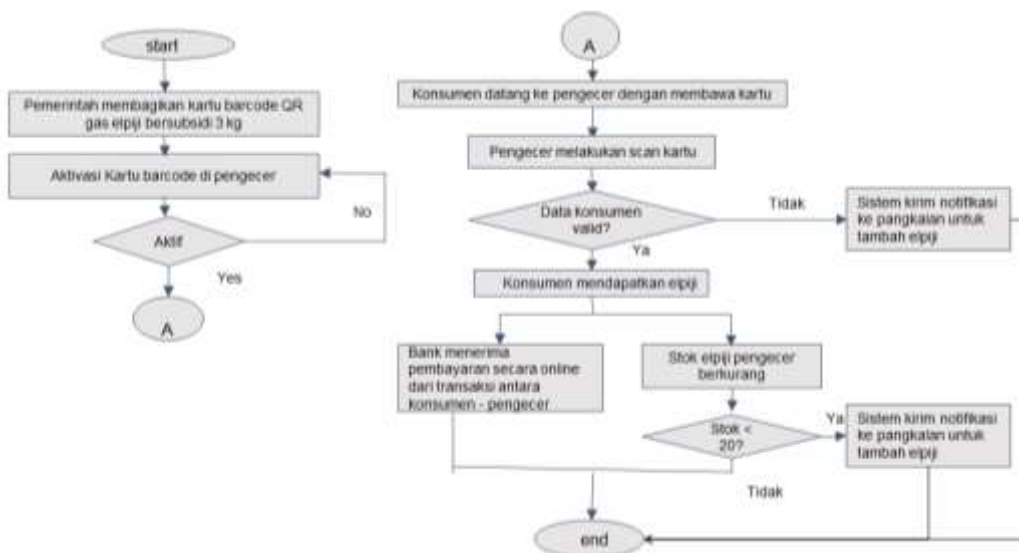 start
Pemerintah membagikan kartu barcode QR
gas elpiji bersubsidi 3 kg
Aktivasi Kartu barcode di pengecer
No
Aktif
Yes
A
A
Konsumen datang ke pengecer dengan membawa kartu
Pengecer melakukan scan kartu
Data konsumen
valid?
Tidak
Sistem kirim notifikasi
ke pangkalan untuk
tambah elpiji
Ya
Konsumen mendapatkan elpiji
Bank menerima
pembayaran secara online
dari transaksi antara
konsumen - pengecer
Stok elpiji pengecer
berkurang
Stok <
20?
Ya
Sistem kirim notifikasi
ke pangkalan untuk
tambah elpiji
Tidak
end